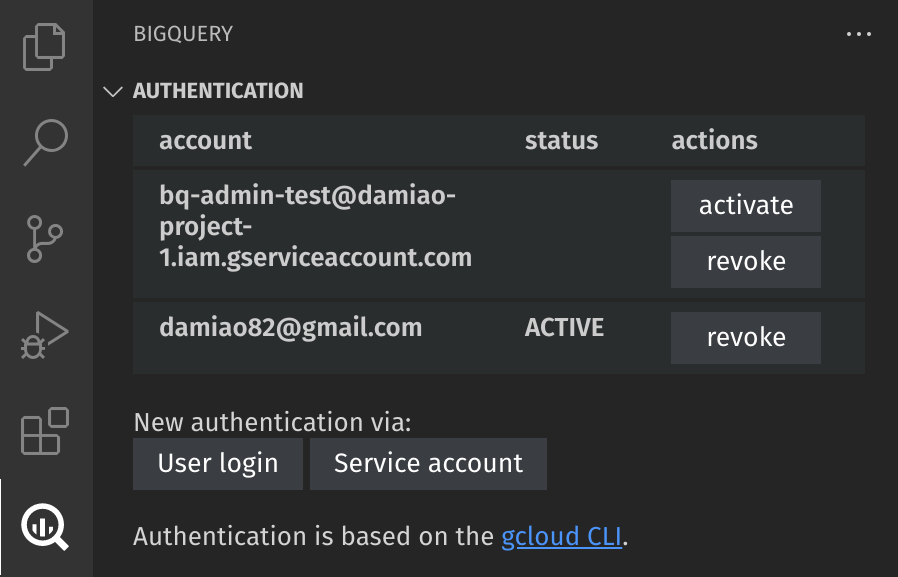 BIGQUERY
AUTHENTICATION
account status actions
bq-admin-test@damiao-
project-
1.iam.gserviceaccount.com
activate
revoke
damiao82@gmail.com ACTIVE revoke
New authentication via:
User login Service account
Authentication is based on the gcloud CLI.